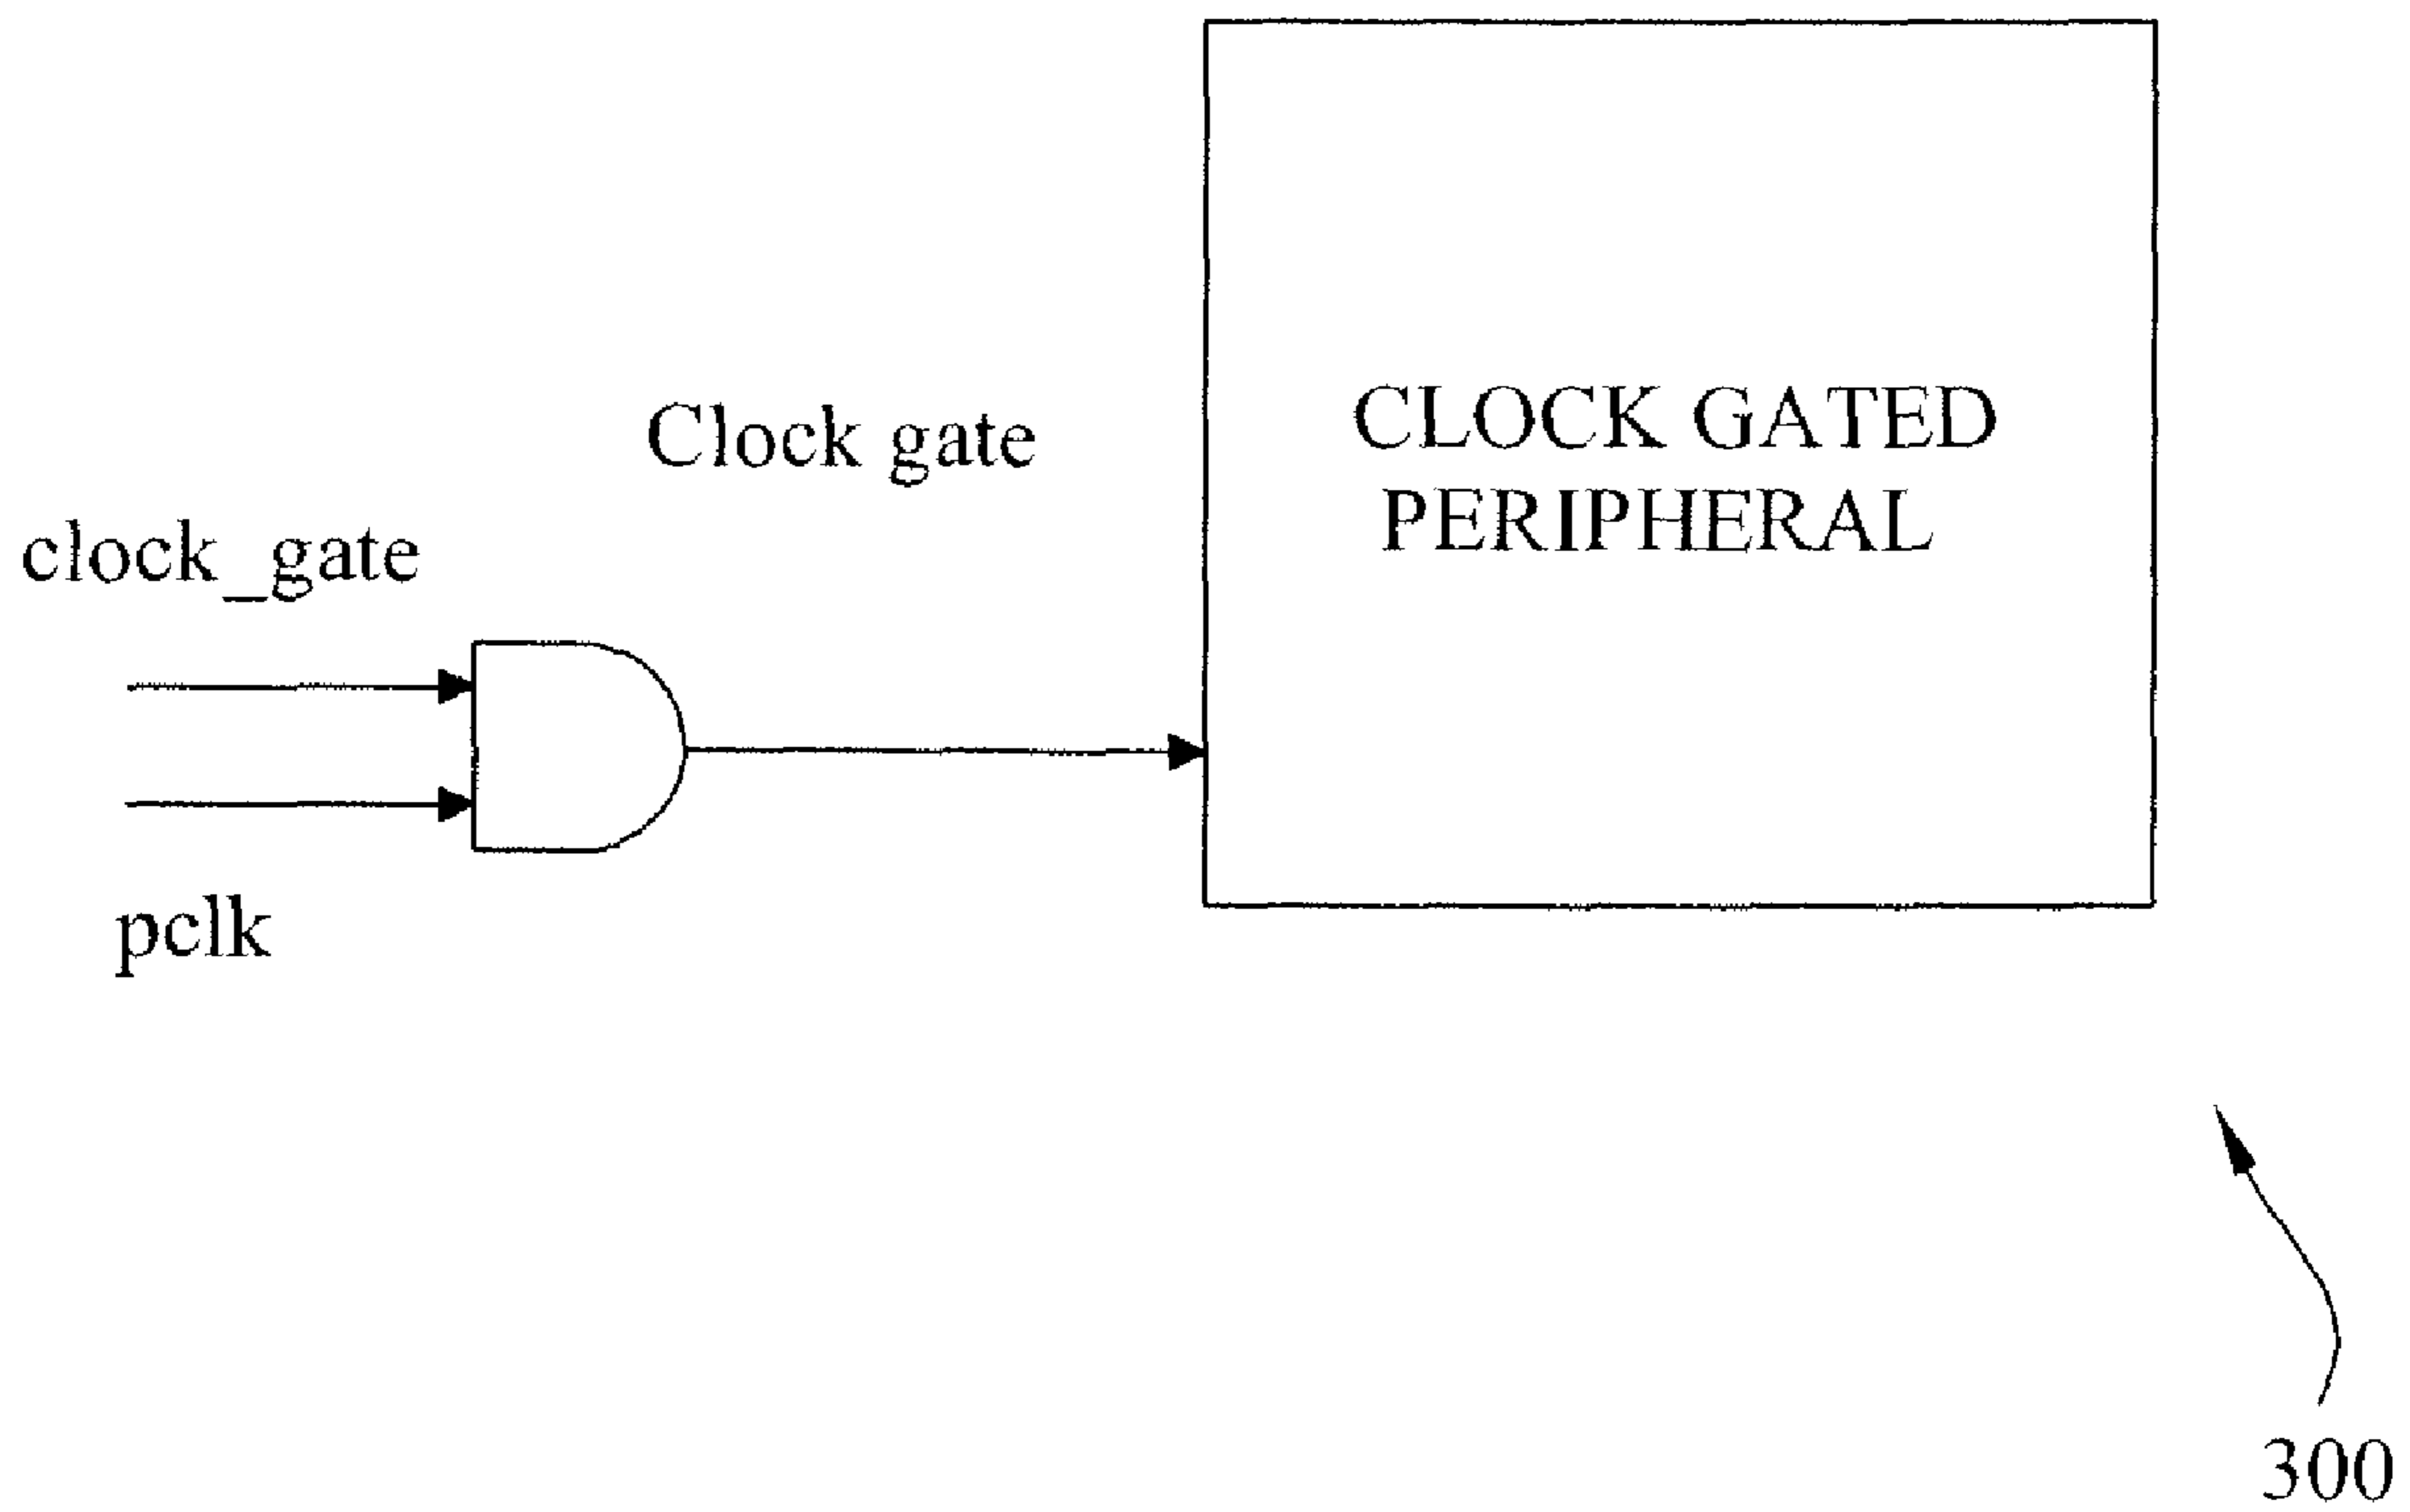 CLOCK GATED
PERIPHERAL
Clock gate
clock_gate
pclk
300